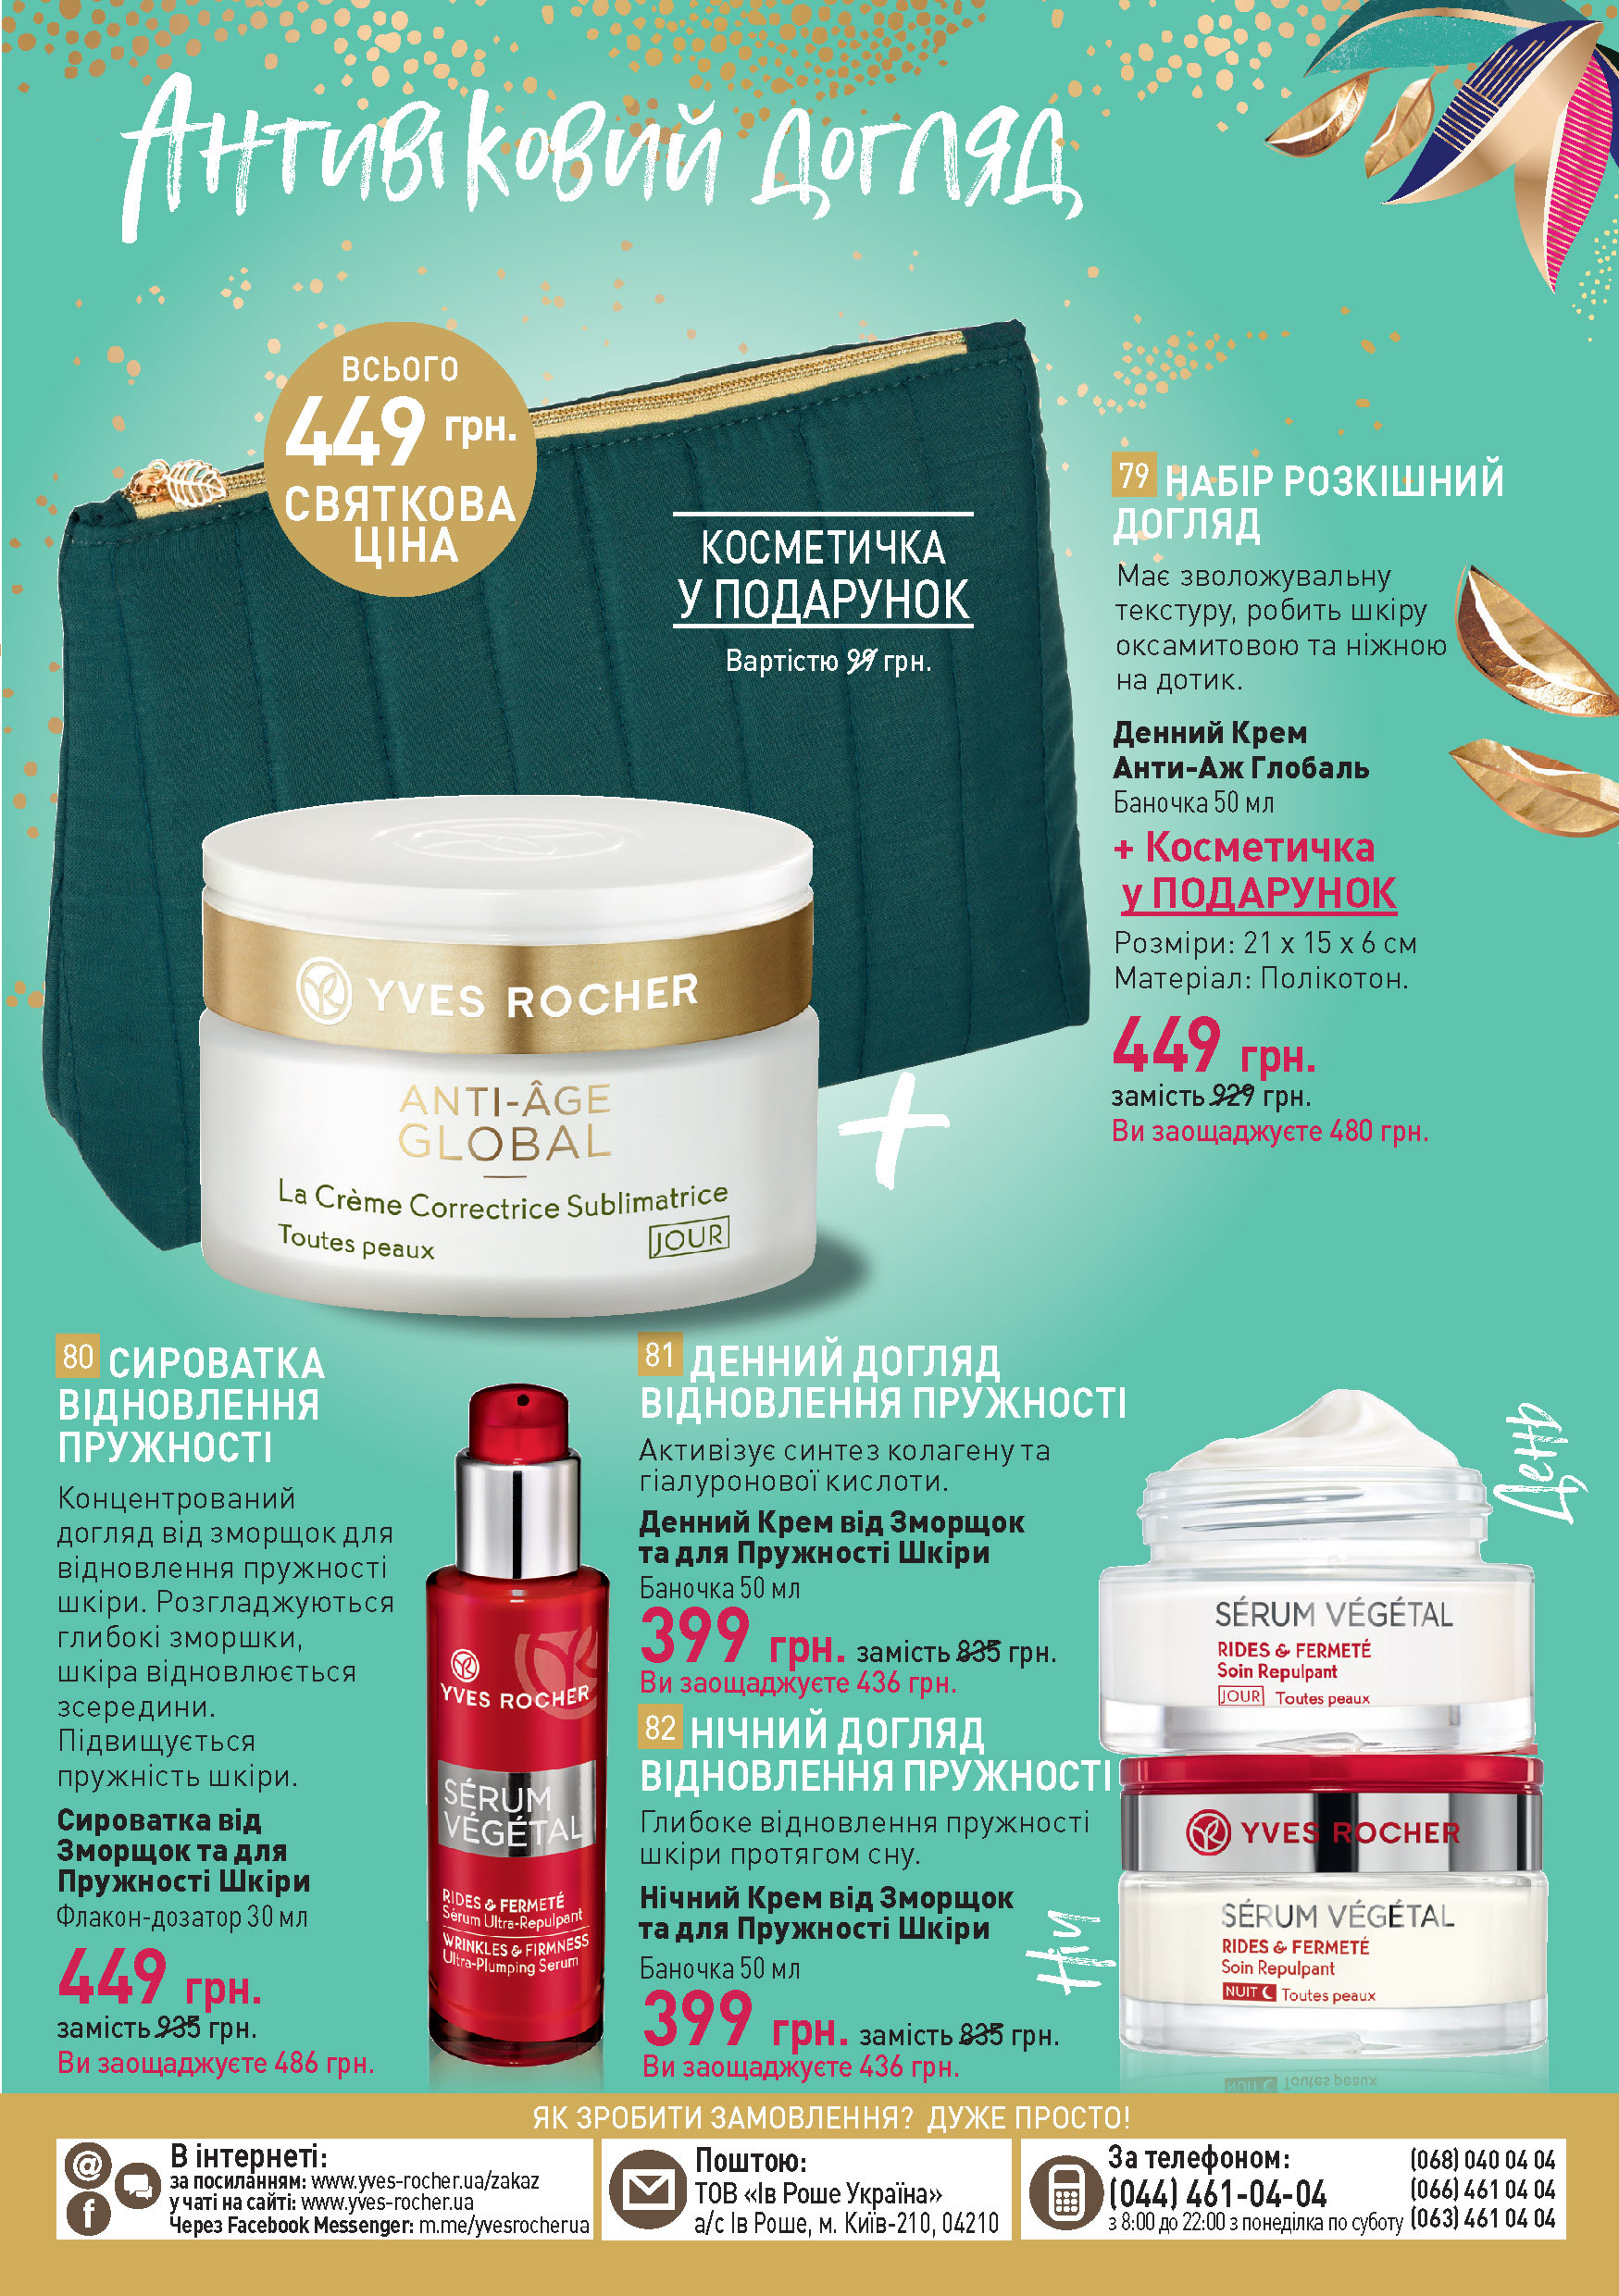 Антивіковий догляд
ВСЬОГО
449 грн.
СВЯТКОВА
ЦІНА
КОСМЕТИЧКА
У ПОДАРУНОК
Вартістю 99 грн.
79 НАБІР РОЗКІШНИЙ
ДОГЛЯД
Має зволожувальну
текстуру, робить шкіру
оксамитовою та ніжною
на дотик.
Денний Крем
Анти-Аж Глобаль
Баночка 50 мл
+ Косметичка
у ПОДАРУНОК
Розміри: 21 х 15 х 6 см
Матеріал: Полікотон.
449 грн.
замість 929 грн.
Ви заощаджуєте 480 грн.
YVES ROCHER
ANTI-ÂGE
GLOBAL
La Crème Correctrice Sublimatrice
Toutes peaux
JOUR
+
80 СИРОВАТКА
ВІДНОВЛЕННЯ
ПРУЖНОСТІ
Концентрований
догляд від зморщок для
відновлення пружності
шкіри. Розгладжуються
глибокі зморшки,
шкіра відновлюється
зсередини.
Підвищується
пружність шкіри.
Сироватка від
Зморщок та для
Пружності Шкіри
Флакон-дозатор 30 мл
449 грн.
замість 935 грн.
Ви заощаджуєте 486 грн.
YVES ROCHER
SÉRUM
VÉGÉTAL
RIDES & FERMETÉ
Sérum Ultra-Repulpant
WRINKLES & FIRMNESS
Ultra-Plumping Serum
81 ДЕННИЙ ДОГЛЯД
ВІДНОВЛЕННЯ ПРУЖНОСТІ
Активізує синтез колагену та
гіалуронової кислоти.
Денний Крем від Зморщок
та для Пружності Шкіри
Баночка 50 мл
399 грн. замість 835 грн.
Ви заощаджуєте 436 грн.
82 НІЧНИЙ ДОГЛЯД
ВІДНОВЛЕННЯ ПРУЖНОСТІ
Глибоке відновлення пружності
шкіри протягом сну.
Нічний Крем від Зморщок
та для Пружності Шкіри
Баночка 50 мл
399 грн. замість 835 грн.
Ви заощаджуєте 436 грн.
День
SÉRUM VÉGÉTAL
RIDES & FERMETÉ
Soin Repulpant
JOUR Toutes peaux
YVES ROCHER
SÉRUM VÉGÉTAL
RIDES & FERMETÉ
Soin Repulpant
NUIT Toutes peaux
Ніч
ЯК ЗРОБИТИ ЗАМОВЛЕННЯ? ДУЖЕ ПРОСТО!
В інтернеті:
за посиланням: www.yves-rocher.ua/zakaz
у чаті на сайті: www.yves-rocher.ua
Через Facebook Messenger: m.me/yvesrocherua
Поштою:
ТОВ «Ів Роше Україна»
а/с Ів Роше, м. Київ-210, 04210
За телефоном:
(044) 461-04-04
з 8:00 до 22:00 з понеділка по суботу
(068) 040 04 04
(066) 461 04 04
(063) 461 04 04